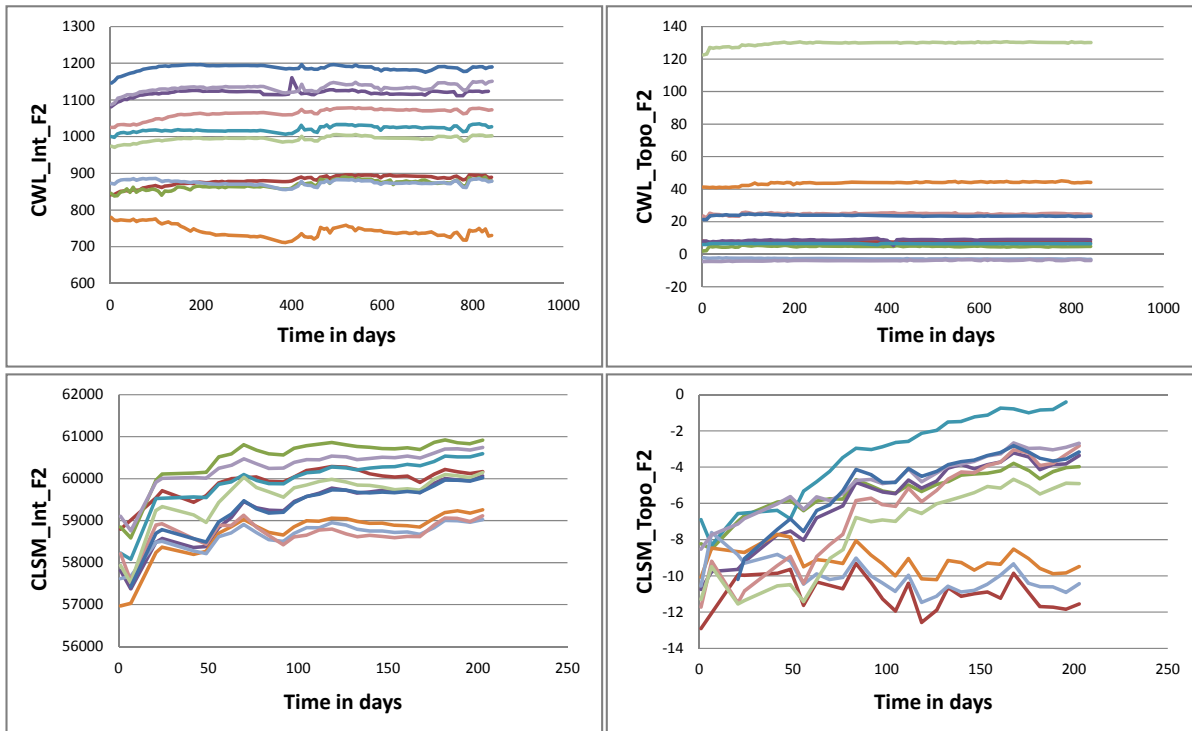 CWL_Int_F2
1300
1200
1100
1000
900
800
700
600
0 200 400 600 800 1000
Time in days
CWL_Topo_F2
140
120
100
80
60
40
20
0
-20
0 200 400 600 800 1000
Time in days
CLSM_Int_F2
62000
61000
60000
59000
58000
57000
56000
0 50 100 150 200 250
Time in days
CLSM_Topo_F2
0
-2
-4
-6
-8
-10
-12
-14
0 50 100 150 200 250
Time in days